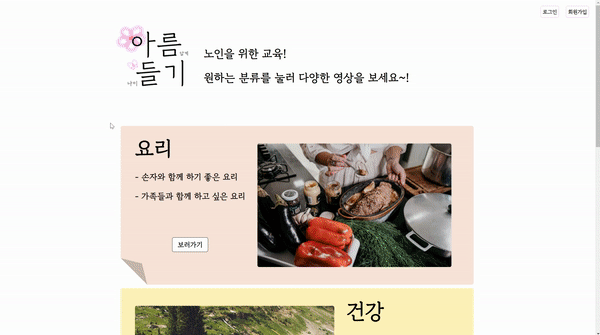 로그인 회원가입
아름
답게
나이
들기
노인을 위한 교육!
원하는 분류를 눌러 다양한 영상을 보세요~!
요리
- 손자와 함께 하기 좋은 요리
- 가족들과 함께 하고 싶은 요리
보러가기
건강